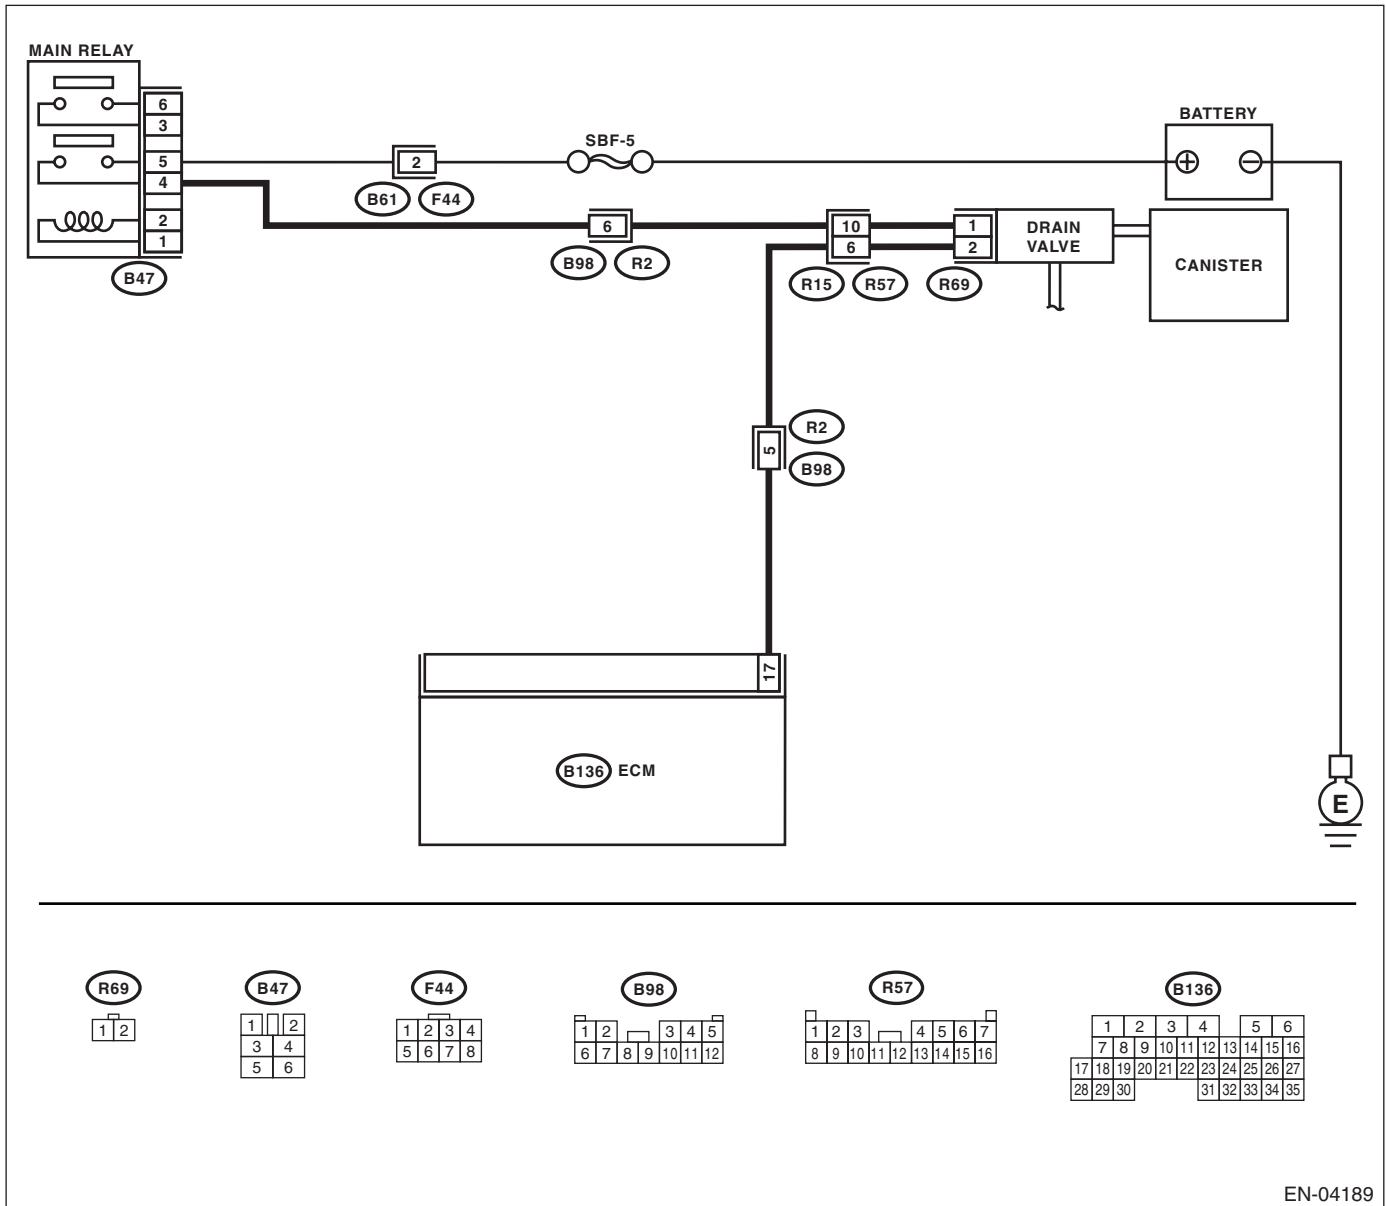 MAIN RELAY
6
3
5
4
2
1
B47
2
B61 F44
SBF-5
BATTERY
6
B98 R2
10
6
R15 R57
1
2
R69
DRAIN
VALVE
CANISTER
5
R2
B98
17
B136 ECM
E
R69
1 2
B47
1 2
3 4
5 6
F44
1 2 3 4
5 6 7 8
B98
1 2 3 4 5
6 7 8 9 10 11 12
R57
1 2 3 4 5 6 7
8 9 10 11 12 13 14 15 16
B136
1 2 3 4 5 6
7 8 9 10 11 12 13 14 15 16
17 18 19 20 21 22 23 24 25 26 27
28 29 30 31 32 33 34 35
EN-04189